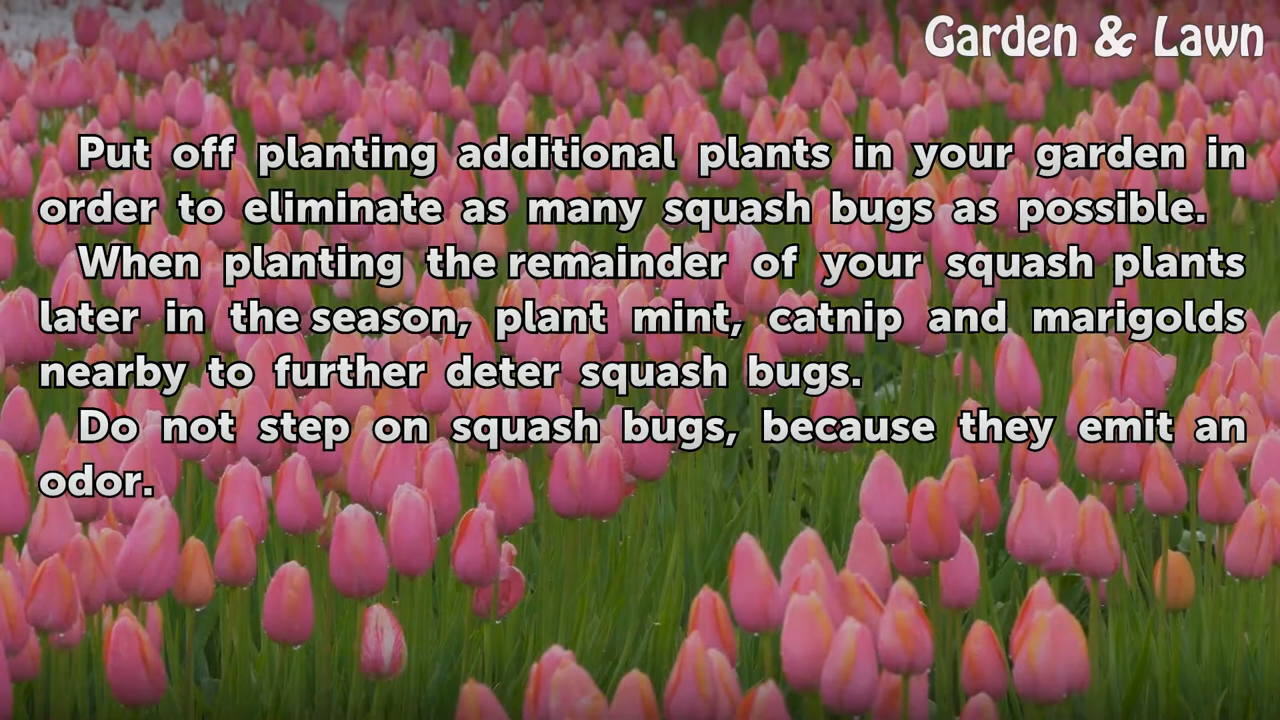 Garden & Lawn
Put off planting additional plants in your garden in
order to eliminate as many squash bugs as possible.
When planting the remainder of your squash plants
later in the season, plant mint, catnip and marigolds
nearby to further deter squash bugs.
Do not step on squash bugs, because they emit an
odor.